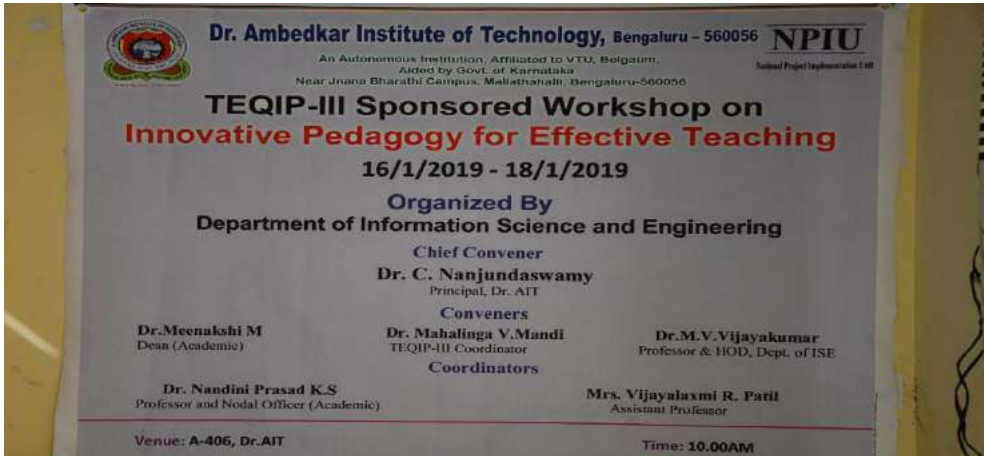 Dr. Ambedkar Institute of Technology, Bengaluru – 560056
NPIU
National Project Implementation Unit
An Autonomous Institution, Affiliated to VTU, Belgaum,
Aided by Govt. of Karnataka
Near Jnana Bharathi Campus, Mallathahalli, Bengaluru-560056
TEQIP-III Sponsored Workshop on
Innovative Pedagogy for Effective Teaching
16/1/2019 - 18/1/2019
Organized By
Department of Information Science and Engineering
Chief Convener
Dr. C. Nanjundaswamy
Principal, Dr. AIT
Conveners
Dr.Meenakshi M
Dean (Academic)
Dr. Mahalinga V.Mandi
TEQIP-III Coordinator
Dr.M.V.Vijayakumar
Professor & HOD, Dept. of ISE
Coordinators
Dr. Nandini Prasad K.S
Professor and Nodal Officer (Academic)
Mrs. Vijayalaxmi R. Patil
Assistant Professor
Venue: A-406, Dr.AIT
Time: 10.00AM